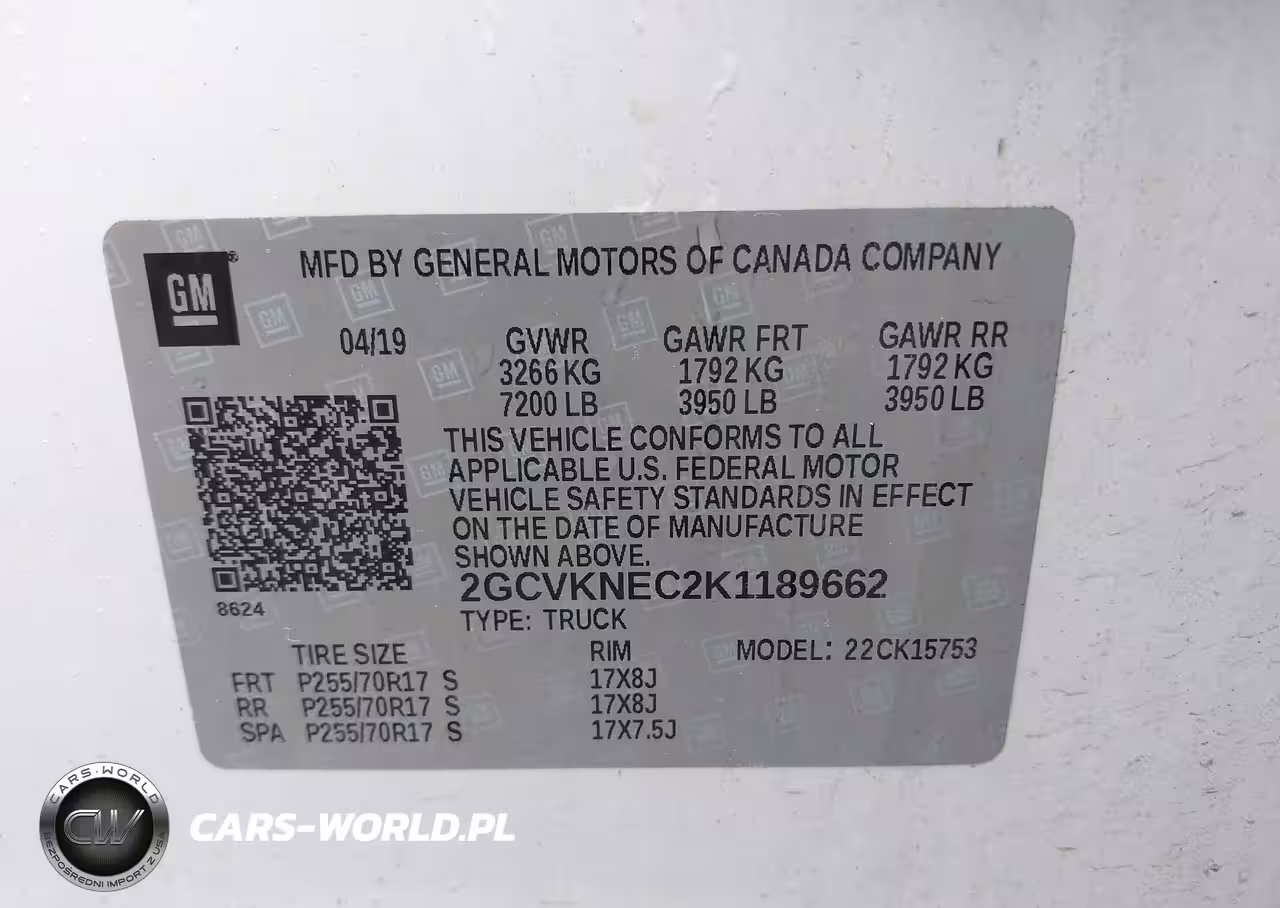 GM
MFD BY GENERAL MOTORS OF CANADA COMPANY
04/19 GVWR GAWR FRT GAWR RR
3266 KG 1792 KG 1792 KG
7200 LB 3950 LB 3950 LB
THIS VEHICLE CONFORMS TO ALL
APPLICABLE U.S. FEDERAL MOTOR
VEHICLE SAFETY STANDARDS IN EFFECT
ON THE DATE OF MANUFACTURE
SHOWN ABOVE.
2GCVKNEC2K1189662
8624
TYPE: TRUCK
TIRE SIZE RIM MODEL: 22CK15753
FRT P255/70R17 S 17X8J
RR P255/70R17 S 17X8J
SPA P255/70R17 S 17X7.5J
CARS-WORLD
CW
BEZPOŚREDNI IMPORT Z USA
CARS-WORLD.PL